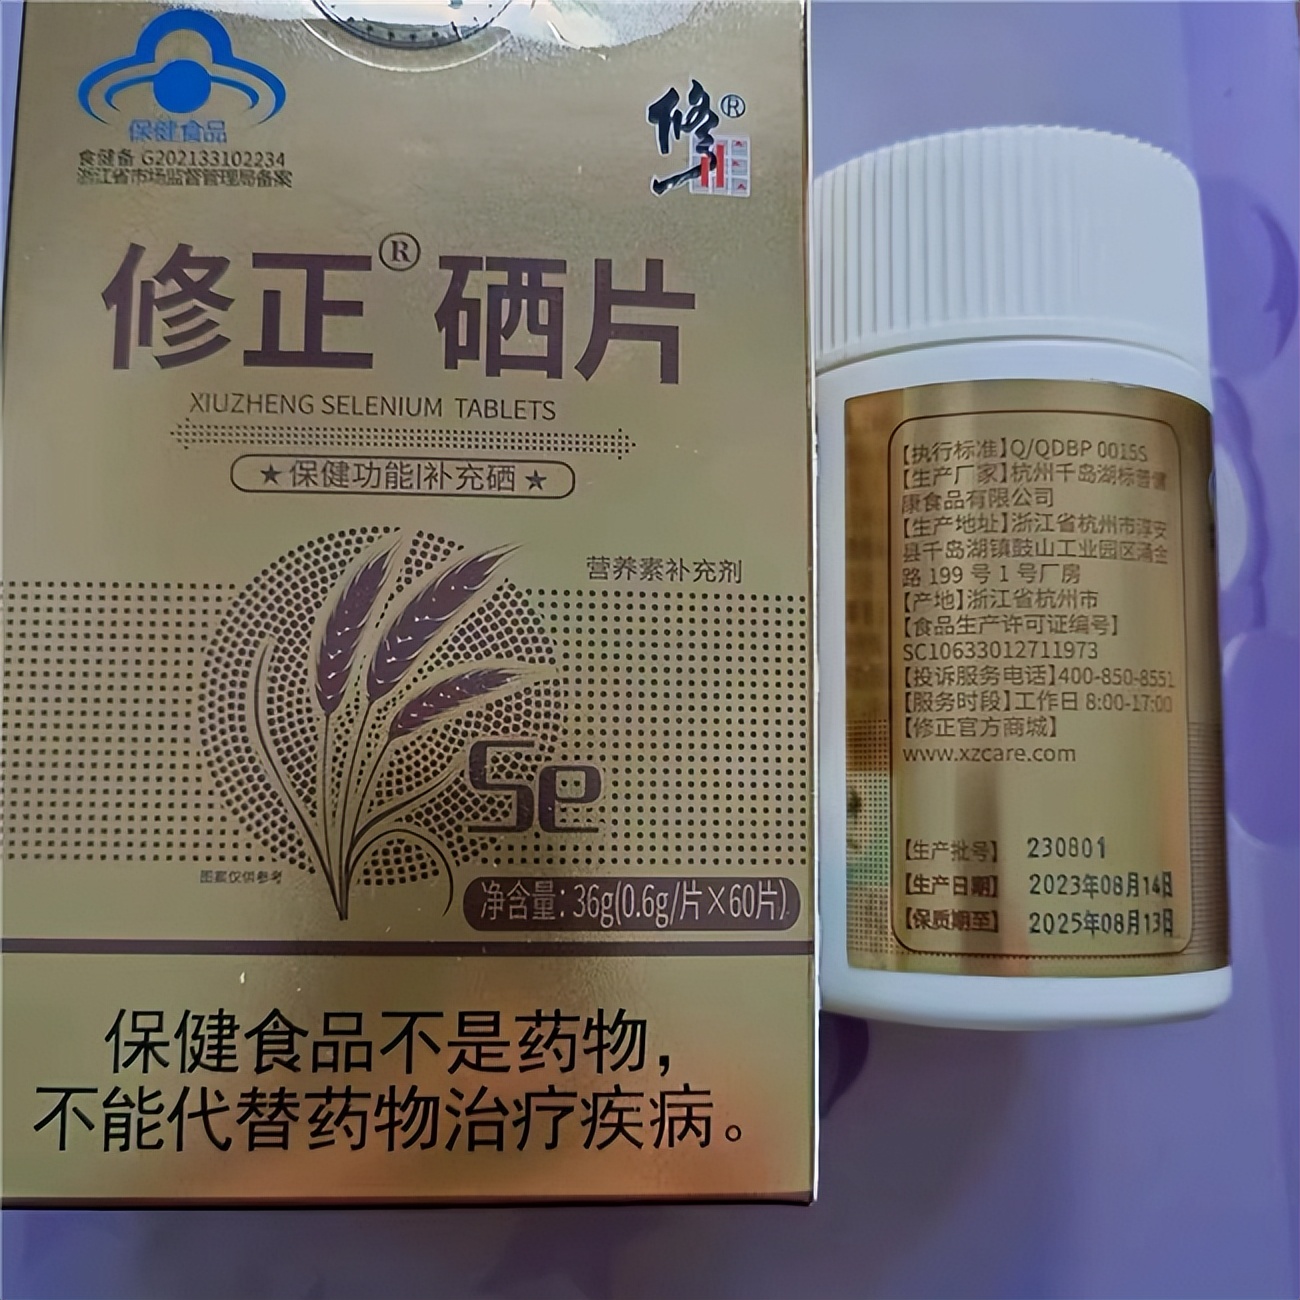 保健食品
食健备 G202133102234
浙江省市场监督管理局备案
修®
修正®硒片
XIUZHENG SELENIUM TABLETS
★保健功能|补充硒★
营养素补充剂
Se
图案仅供参考
净含量：36g(0.6g/片×60片)
保健食品不是药物，
不能代替药物治疗疾病。
【执行标准】Q/QDBP 0015S
【生产厂家】杭州千岛湖标普健
康食品有限公司
【生产地址】浙江省杭州市淳安
县千岛湖镇鼓山工业园区涌金
路 199 号 1 号厂房
【产地】浙江省杭州市
【食品生产许可证编号】
SC10633012711973
【投诉服务电话】400-850-8551
【服务时段】工作日 8:00-17:00
【修正官方商城】
www.xzcare.com
【生产批号】 230801
【生产日期】 2023年08月14日
【保质期至】 2025年08月13日